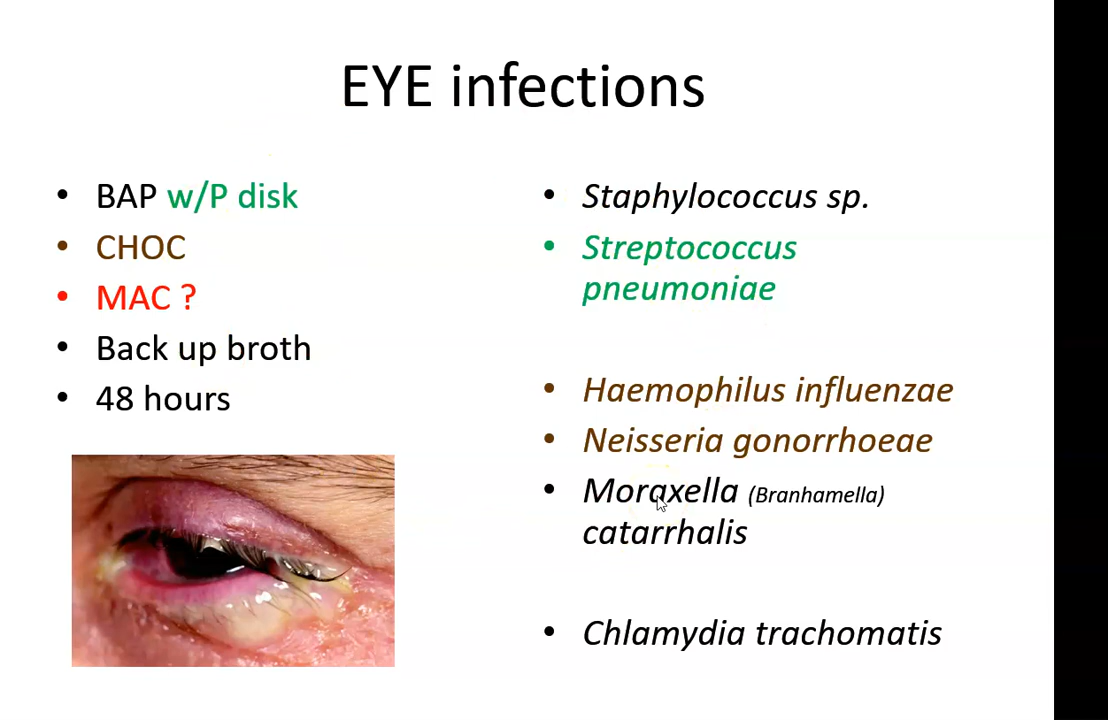 EYE infections
• BAP w/P disk
• CHOC
• MAC ?
• Back up broth
• 48 hours
• Staphylococcus sp.
• Streptococcus
pneumoniae
• Haemophilus influenzae
• Neisseria gonorrhoeae
• Moraxella (Branhamella)
catarrhalis
• Chlamydia trachomatis